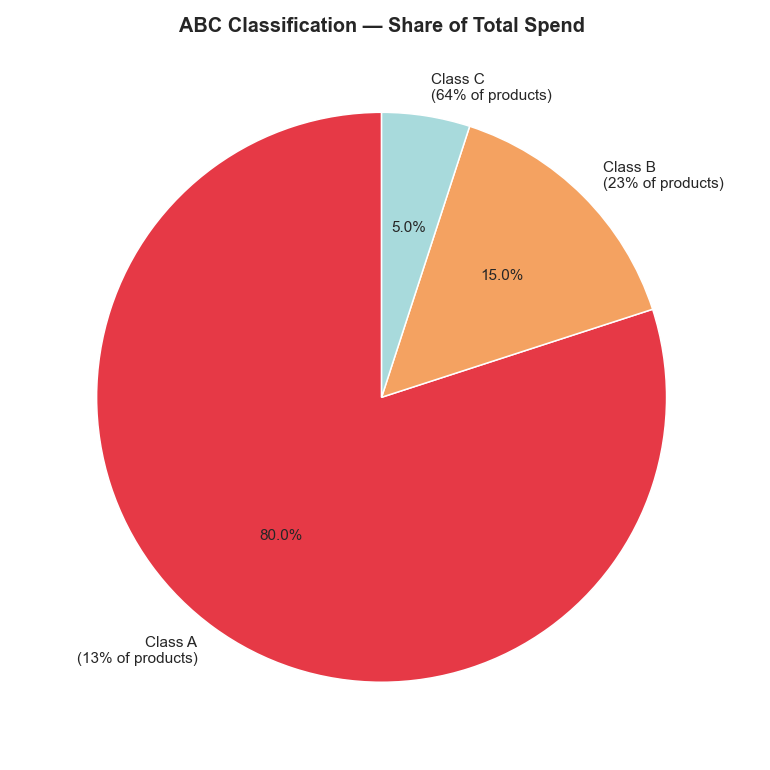 ABC Classification — Share of Total Spend
Class C
(64% of products)
Class B
(23% of products)
5.0%
15.0%
80.0%
Class A
(13% of products)